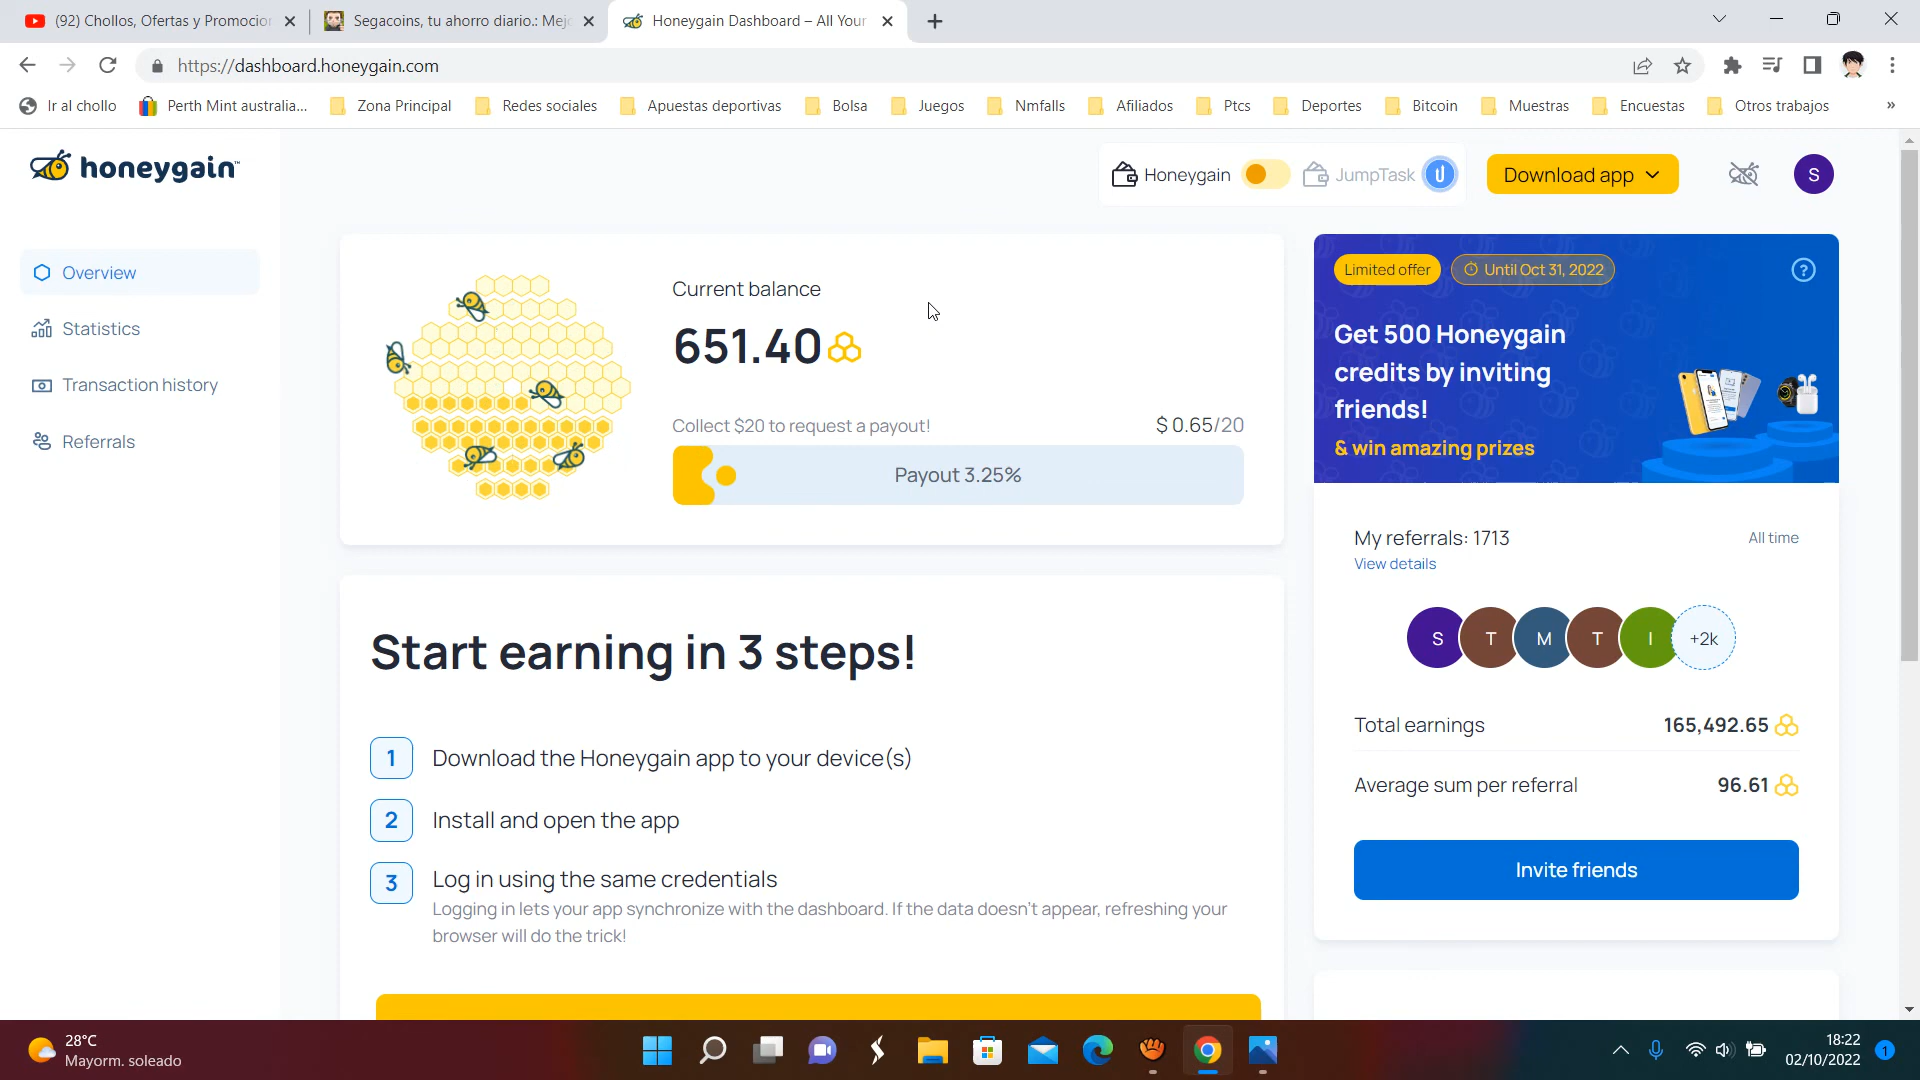 (92) Chollos, Ofertas y Promocion
Segacoins, tu ahorro diario.: Mejo
Honeygain Dashboard – All Your
https://dashboard.honeygain.com
Ir al chollo
Perth Mint australia...
Zona Principal
Redes sociales
Apuestas deportivas
Bolsa
Juegos
Nmfalls
Afiliados
Ptcs
Deportes
Bitcoin
Muestras
Encuestas
Otros trabajos
»
honeygain™
Honeygain
JumpTask
Download app
S
Overview
Statistics
Transaction history
Referrals
Current balance
651.40
Collect $20 to request a payout!
$ 0.65/20
Payout 3.25%
Limited offer
Until Oct 31, 2022
?
Get 500 Honeygain
credits by inviting
friends!
& win amazing prizes
My referrals: 1713
All time
View details
S
T
M
T
I
+2k
Total earnings
165,492.65
Average sum per referral
96.61
Invite friends
Start earning in 3 steps!
1
Download the Honeygain app to your device(s)
2
Install and open the app
3
Log in using the same credentials
Logging in lets your app synchronize with the dashboard. If the data doesn't appear, refreshing your
browser will do the trick!
28°C
Mayorm. soleado
18:22
02/10/2022
1